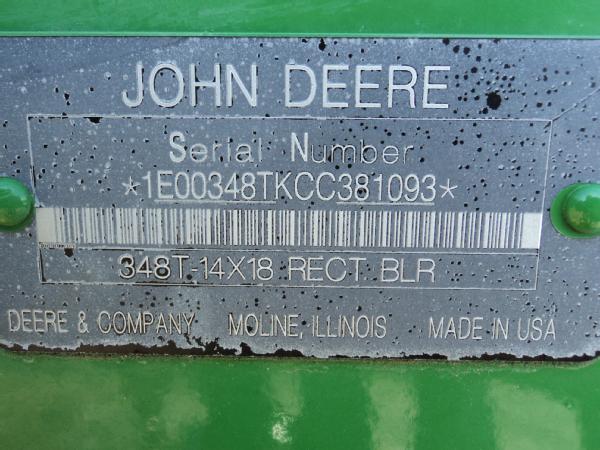 JOHN DEERE
Serial Number
*1E00348TKCC381093*
348T-14X18 RECT BLR
DEERE & COMPANY MOLINE, ILLINOIS MADE IN USA